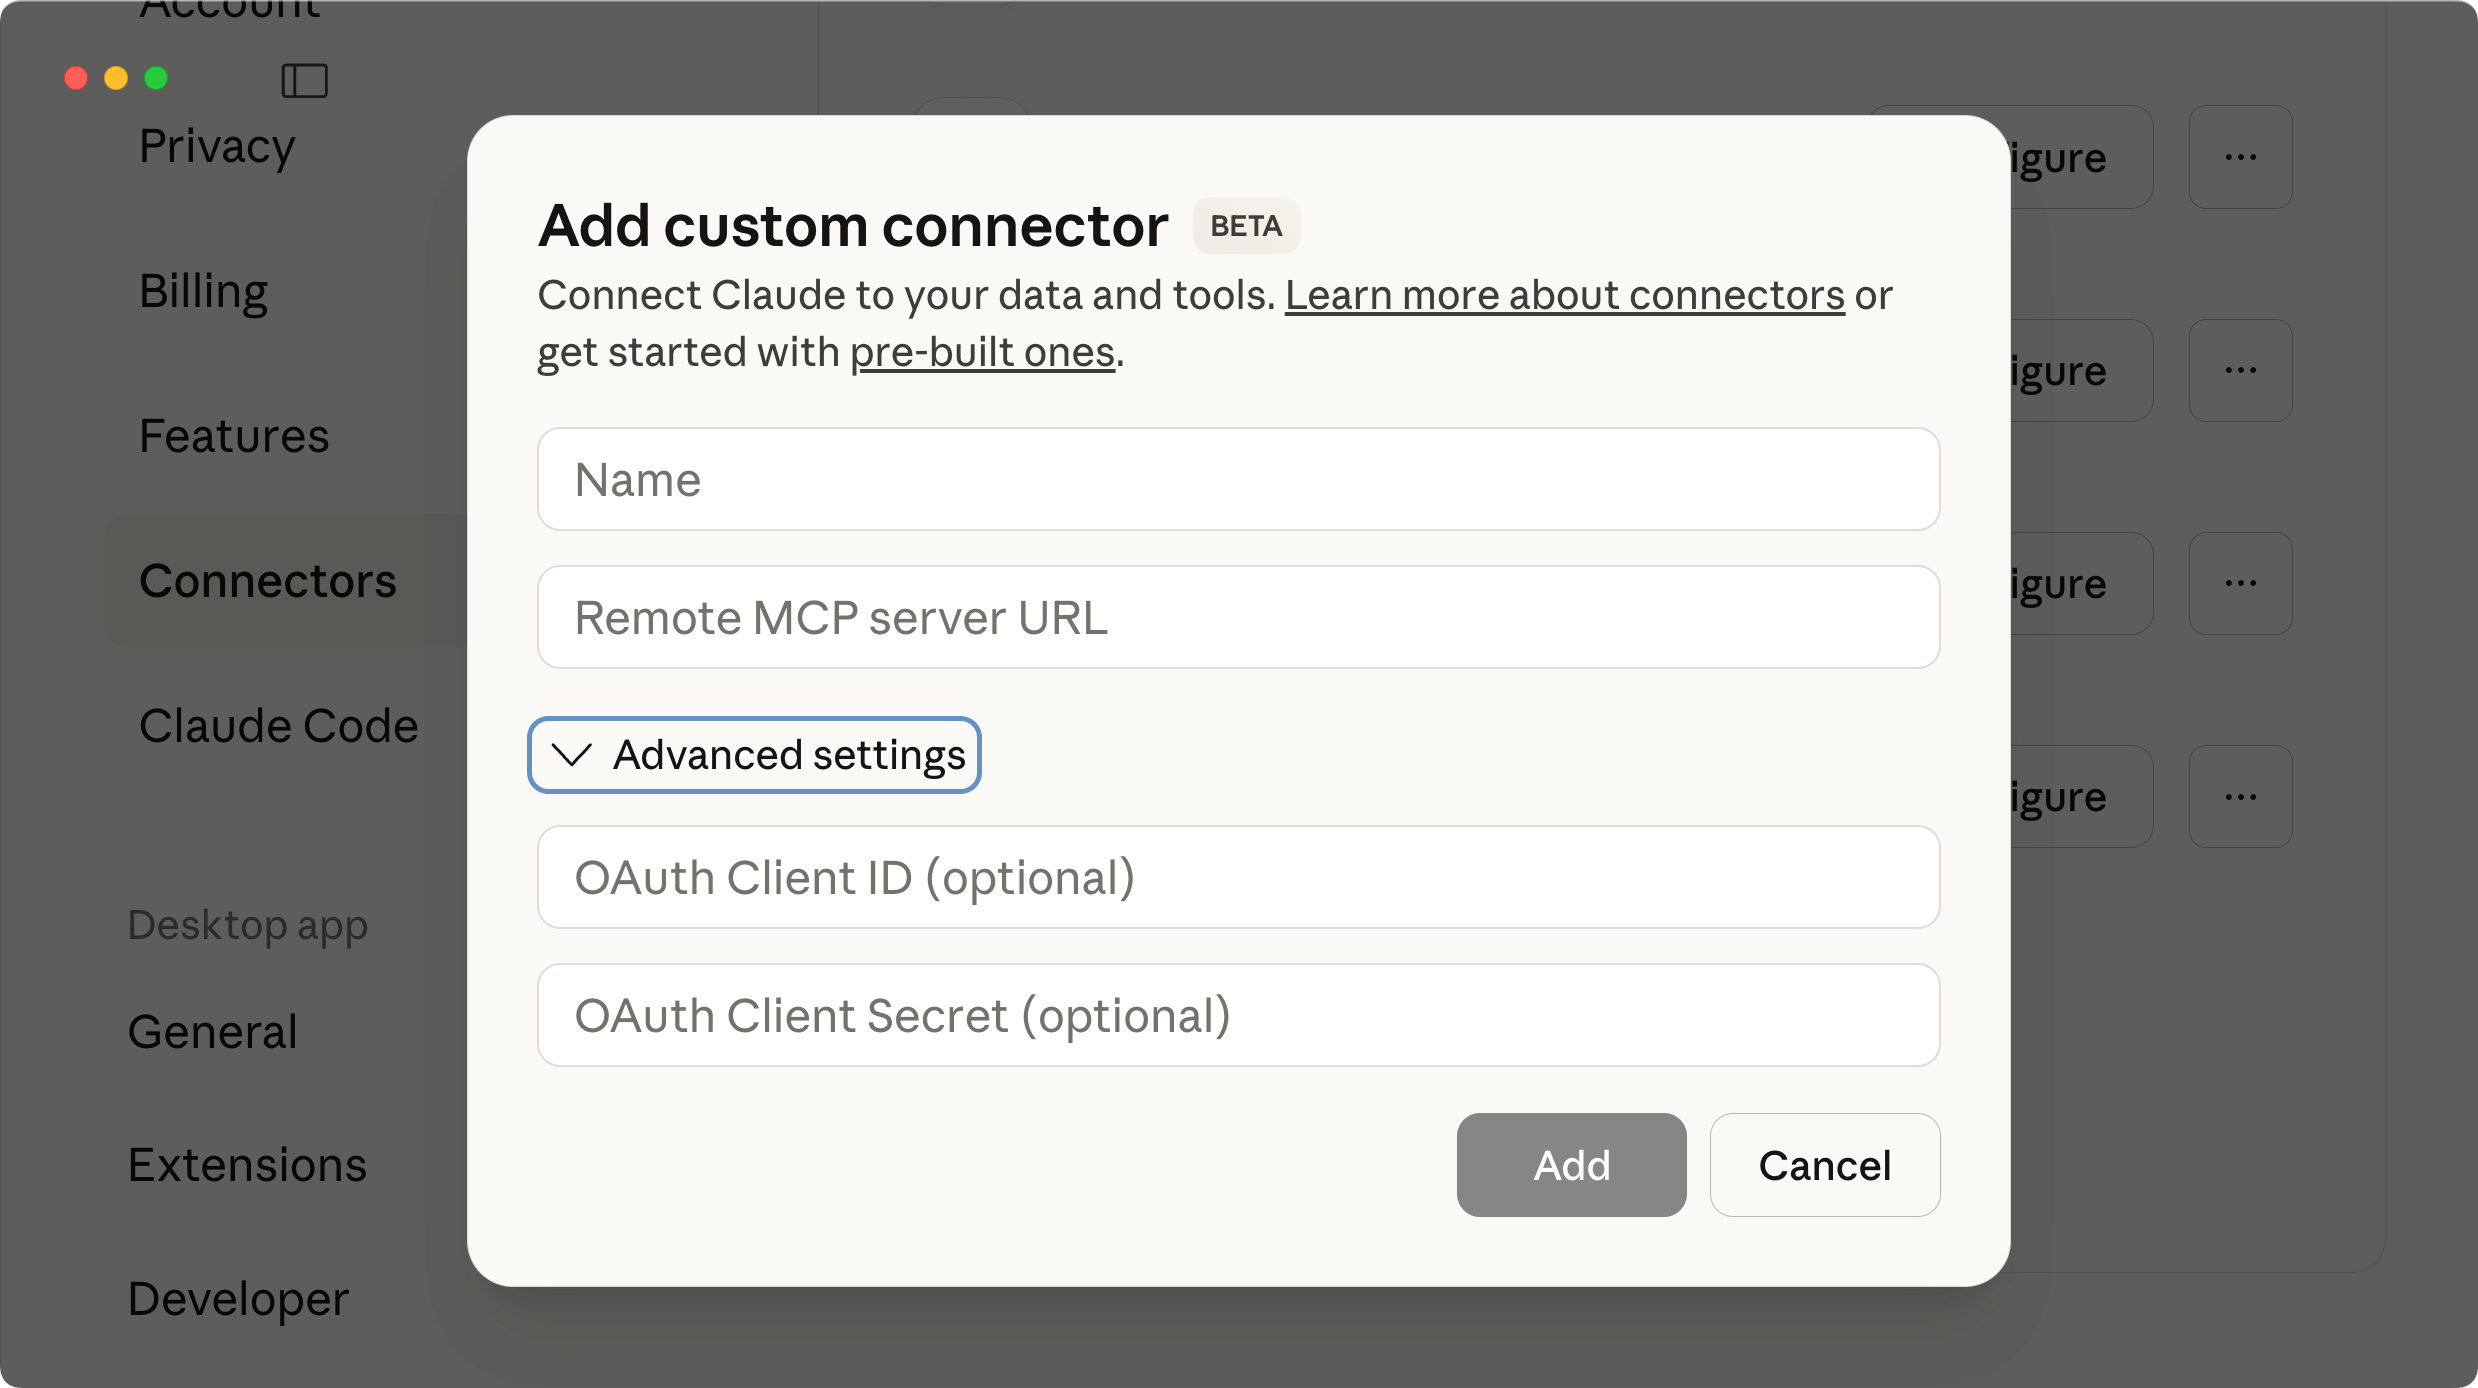 Account
Privacy
Billing
Features
Connectors
Claude Code
Desktop app
General
Extensions
Developer
Add custom connector BETA
Connect Claude to your data and tools. Learn more about connectors or
get started with pre-built ones.
Name
Remote MCP server URL
Advanced settings
OAuth Client ID (optional)
OAuth Client Secret (optional)
Add Cancel
igure
igure
igure
igure